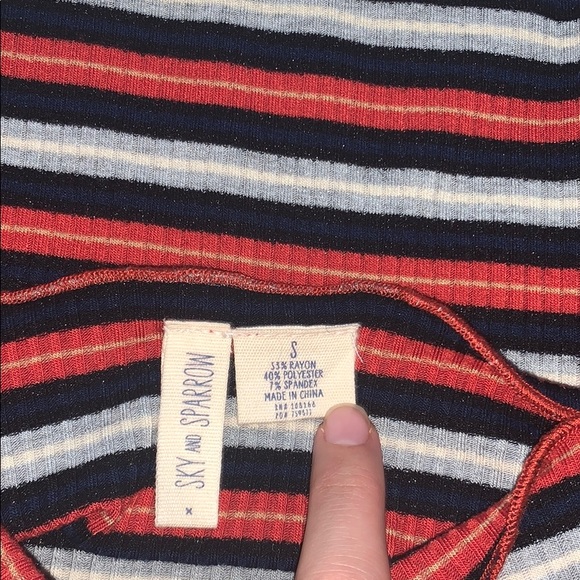 SKY AND SPARROW
S
53% RAYON
40% POLYESTER
7% SPANDEX
MADE IN CHINA